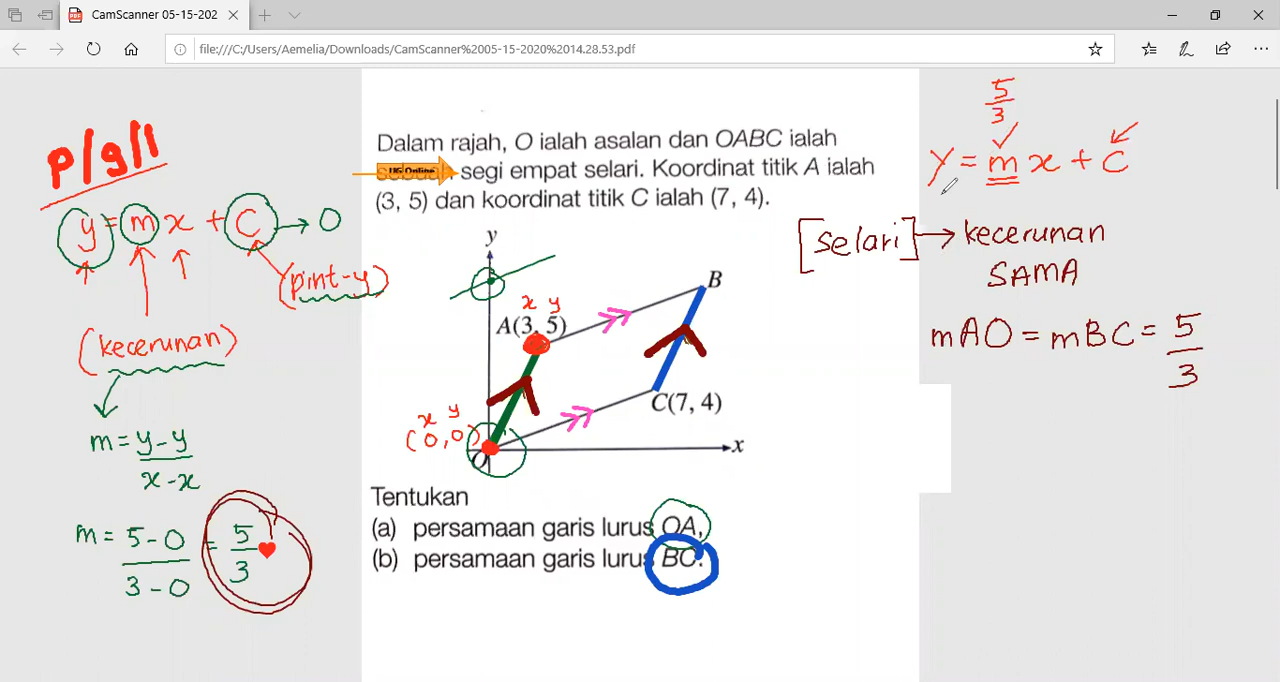 CamScanner 05-15-202
file:///C:/Users/Aemelia/Downloads/CamScanner%2005-15-2020%2014.28.53.pdf
p/g/l
y = mx + C → 0
(pint-y)
(kecerunan)
m = y - y
x - x
m = 5 - 0
3 - 0
= 5
3
Dalam rajah, O ialah asalan dan OABC ialah
segi empat selari. Koordinat titik A ialah
(3, 5) dan koordinat titik C ialah (7, 4).
y
B
x y
A(3, 5)
x y
(0,0)
O
C(7, 4)
x
Tentukan
(a) persamaan garis lurus OA,
(b) persamaan garis lurus BC.
5
3
y = mx + C
[selari] → kecerunan
SAMA
mAO = mBC = 5
3